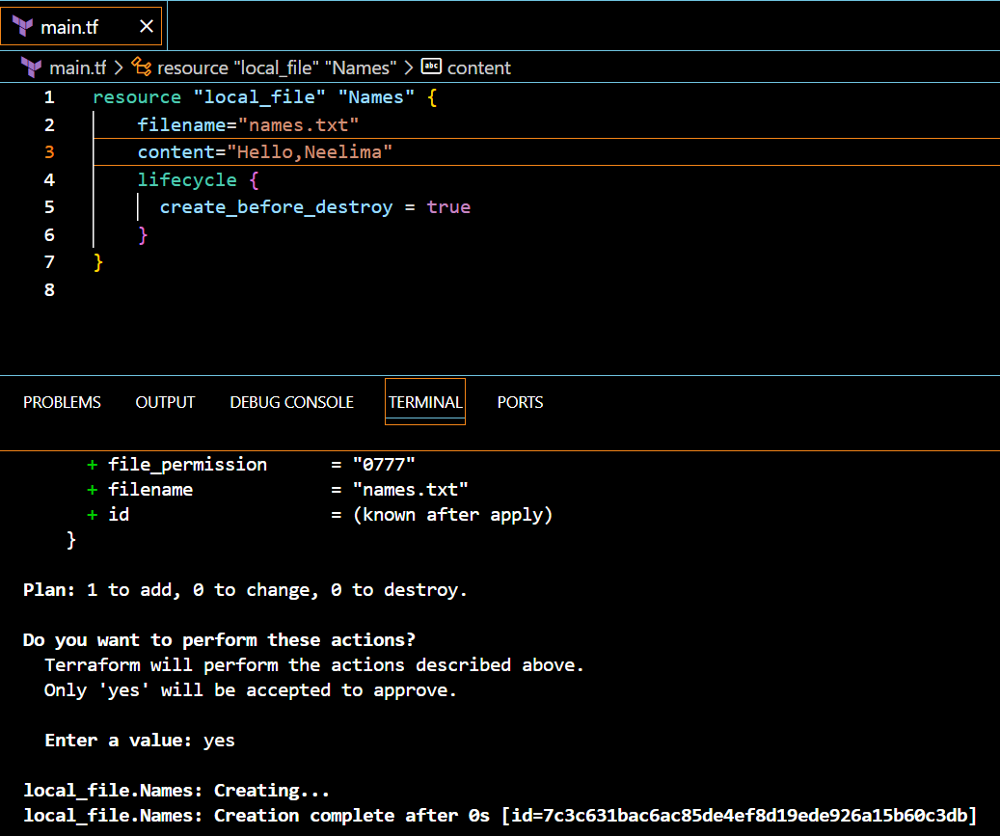 main.tf
main.tf > resource "local_file" "Names" > abc content
1 resource "local_file" "Names" {
2     filename="names.txt"
3     content="Hello,Neelima"
4     lifecycle {
5       create_before_destroy = true
6     }
7 }
8
PROBLEMS OUTPUT DEBUG CONSOLE TERMINAL PORTS
+ file_permission      = "0777"
+ filename             = "names.txt"
+ id                   = (known after apply)
}
Plan: 1 to add, 0 to change, 0 to destroy.
Do you want to perform these actions?
Terraform will perform the actions described above.
Only 'yes' will be accepted to approve.
Enter a value: yes
local_file.Names: Creating...
local_file.Names: Creation complete after 0s [id=7c3c631bac6ac85de4ef8d19ede926a15b60c3db]